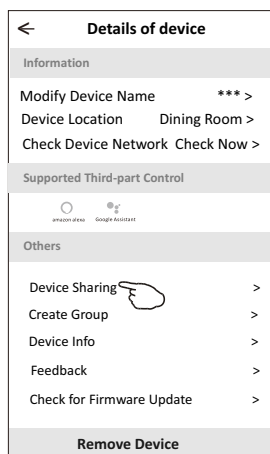 Details of device
Information
Modify Device Name *** >
Device Location Dining Room >
Check Device Network Check Now >
Supported Third-part Control
amazon alexa Google Assistant
Others
Device Sharing >
Create Group >
Device Info >
Feedback >
Check for Firmware Update >
Remove Device